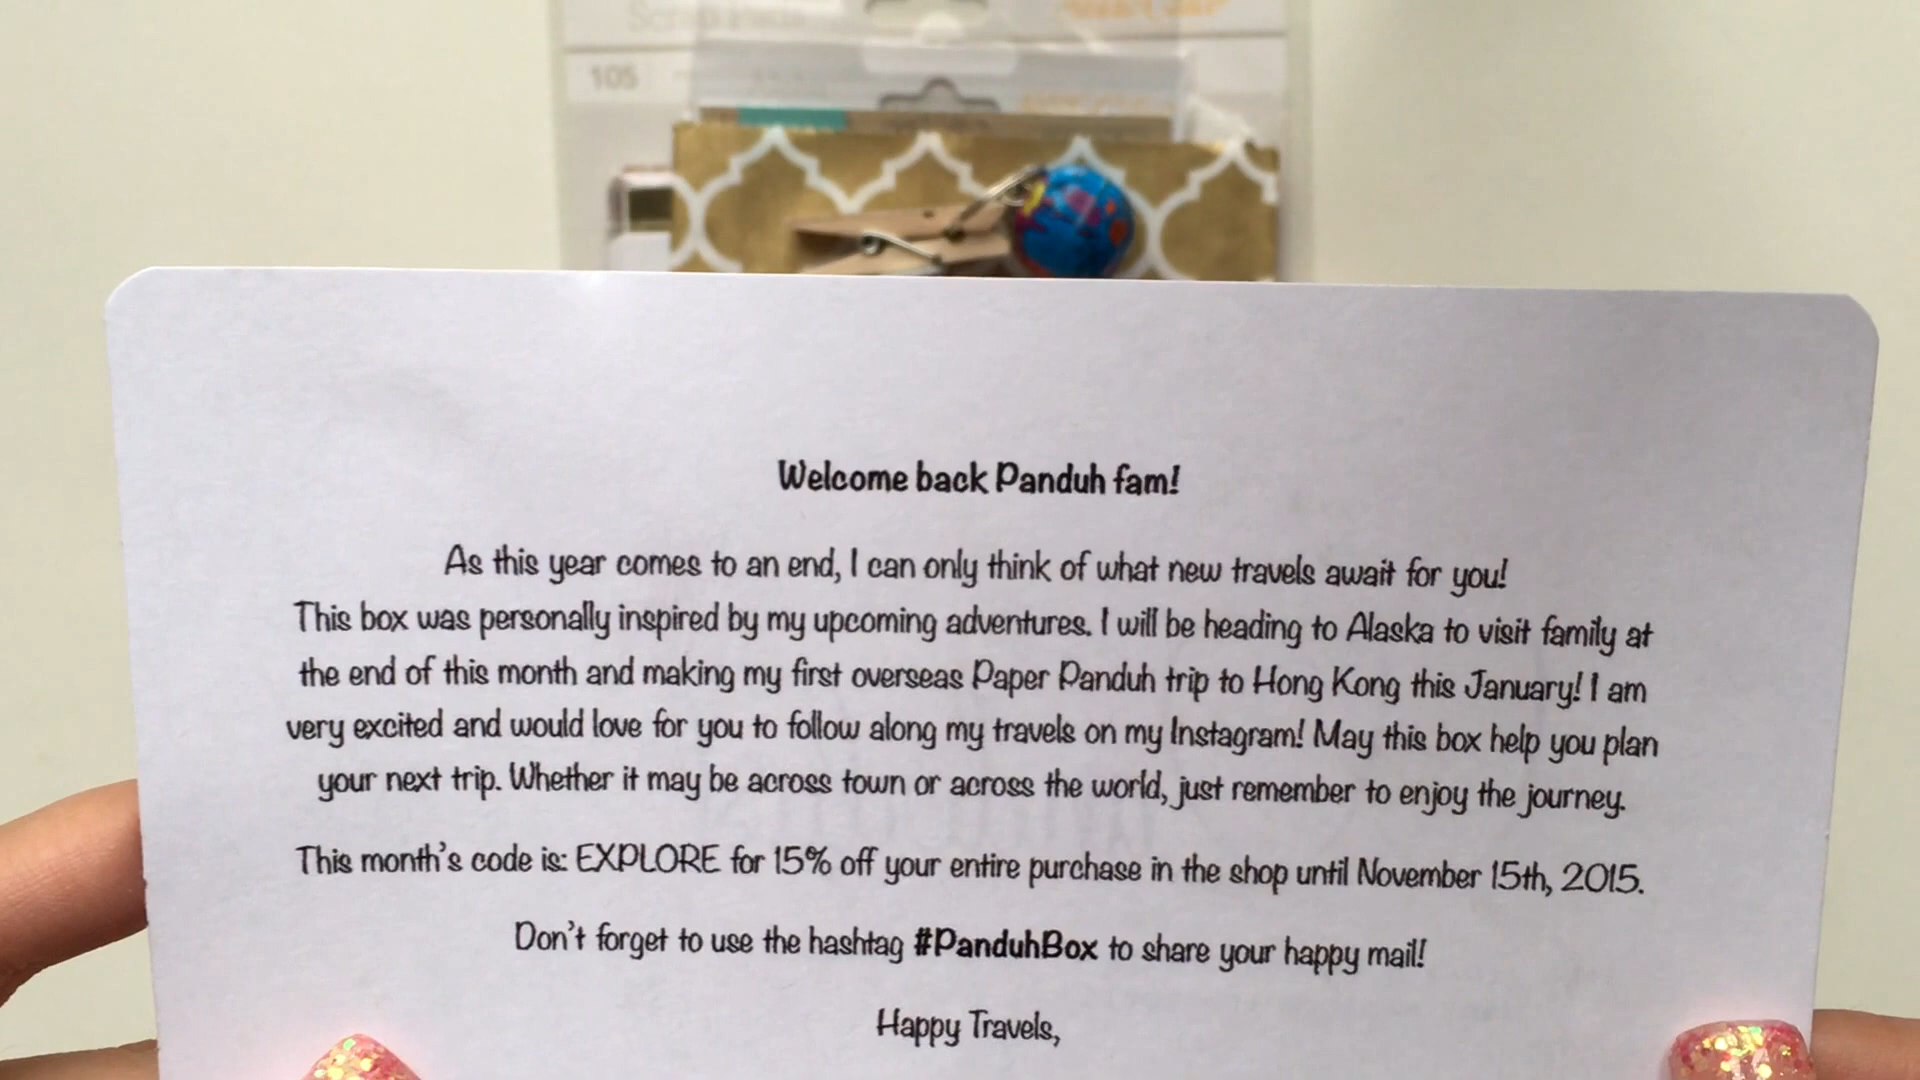 105
Welcome back Panduh fam!
As this year comes to an end, I can only think of what new travels await for you!
This box was personally inspired by my upcoming adventures. I will be heading to Alaska to visit family at
the end of this month and making my first overseas Paper Panduh trip to Hong Kong this January! I am
very excited and would love for you to follow along my travels on my Instagram! May this box help you plan
your next trip. Whether it may be across town or across the world, just remember to enjoy the journey.
This month's code is: EXPLORE for 15% off your entire purchase in the shop until November 15th, 2015.
Don't forget to use the hashtag #PanduhBox to share your happy mail!
Happy Travels,